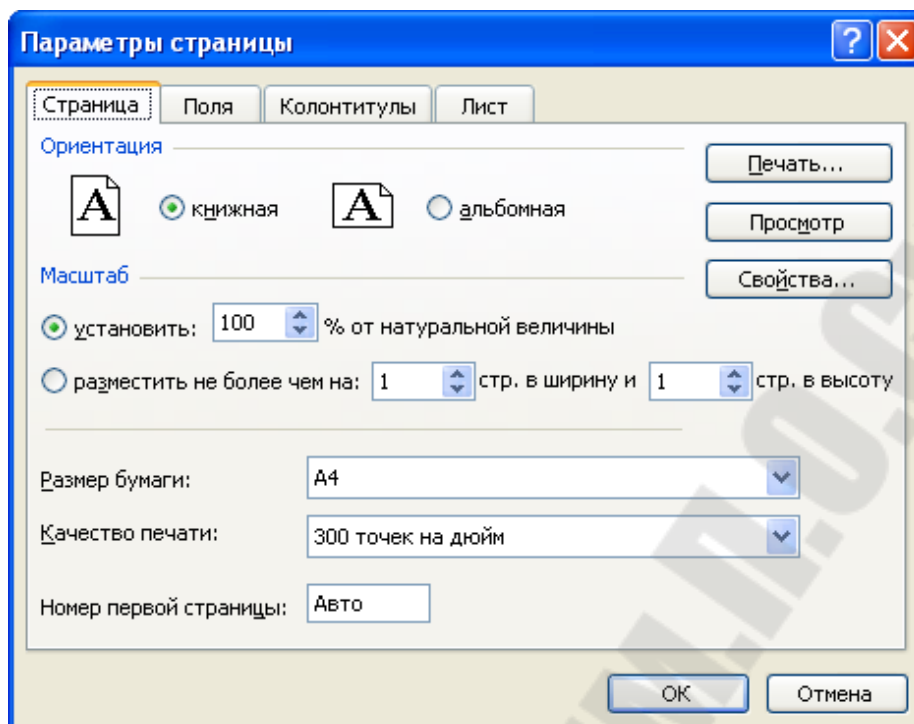 Параметры страницы
Страница Поля Колонтитулы Лист
Ориентация
Печать...
A книжная A альбомная
Просмотр
Масштаб
Свойства...
установить: 100 % от натуральной величины
разместить не более чем на: 1 стр. в ширину и 1 стр. в высоту
Размер бумаги: A4
Качество печати: 300 точек на дюйм
Номер первой страницы: Авто
ОК Отмена